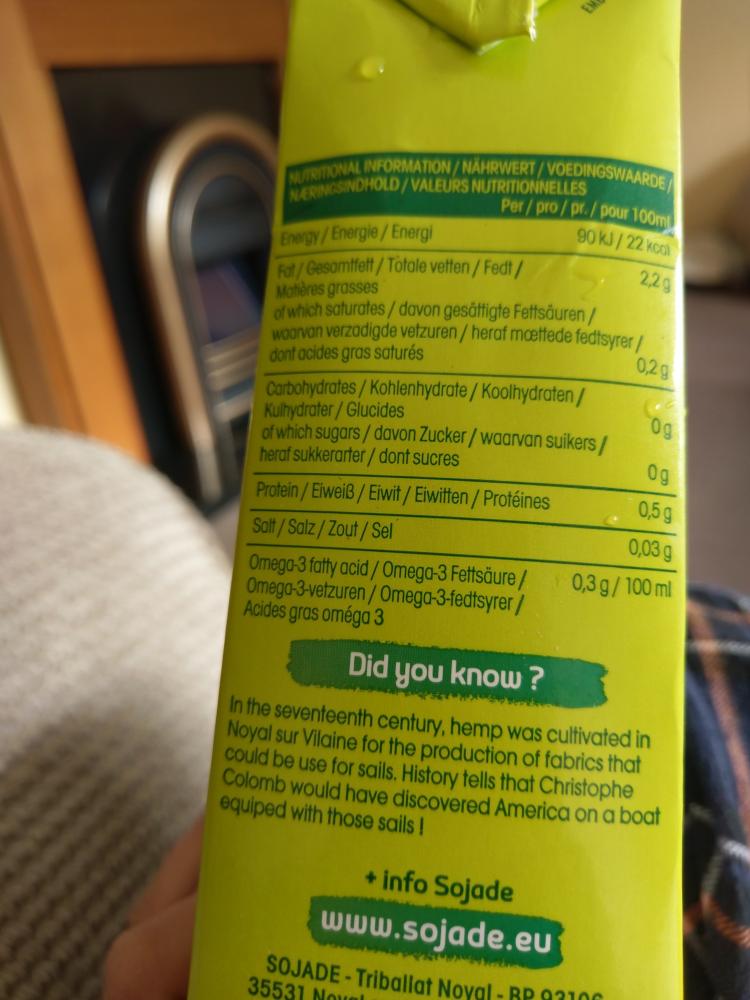 NUTRITIONAL INFORMATION / NÄHRWERT / VOEDINGSWAARDE /
NÆRINGSINDHOLD / VALEURS NUTRITIONNELLES
Per / pro / pr. / pour 100ml
Energy / Energie / Energi 90 kJ / 22 kcal
Fat / Gesamtfett / Totale vetten / Fedt / 2,2 g
Matières grasses
of which saturates / davon gesättigte Fettsäuren /
waarvan verzadigde vetzuren / heraf mœttede fedtsyrer /
dont acides gras saturés 0,2 g
Carbohydrates / Kohlenhydrate / Koolhydraten /
Kulhydrater / Glucides 0 g
of which sugars / davon Zucker / waarvan suikers /
heraf sukkerarter / dont sucres 0 g
Protein / Eiweiß / Eiwit / Eiwitten / Protéines 0,5 g
Salt / Salz / Zout / Sel 0,03 g
Omega-3 fatty acid / Omega-3 Fettsäure / 0,3 g / 100 ml
Omega-3-vetzuren / Omega-3-fedtsyrer /
Acides gras oméga 3
Did you know ?
In the seventeenth century, hemp was cultivated in
Noyal sur Vilaine for the production of fabrics that
could be use for sails. History tells that Christophe
Colomb would have discovered America on a boat
equiped with those sails !
+ info Sojade
www.sojade.eu
SOJADE - Triballat Noyal - BP 93106
35531 Noyal